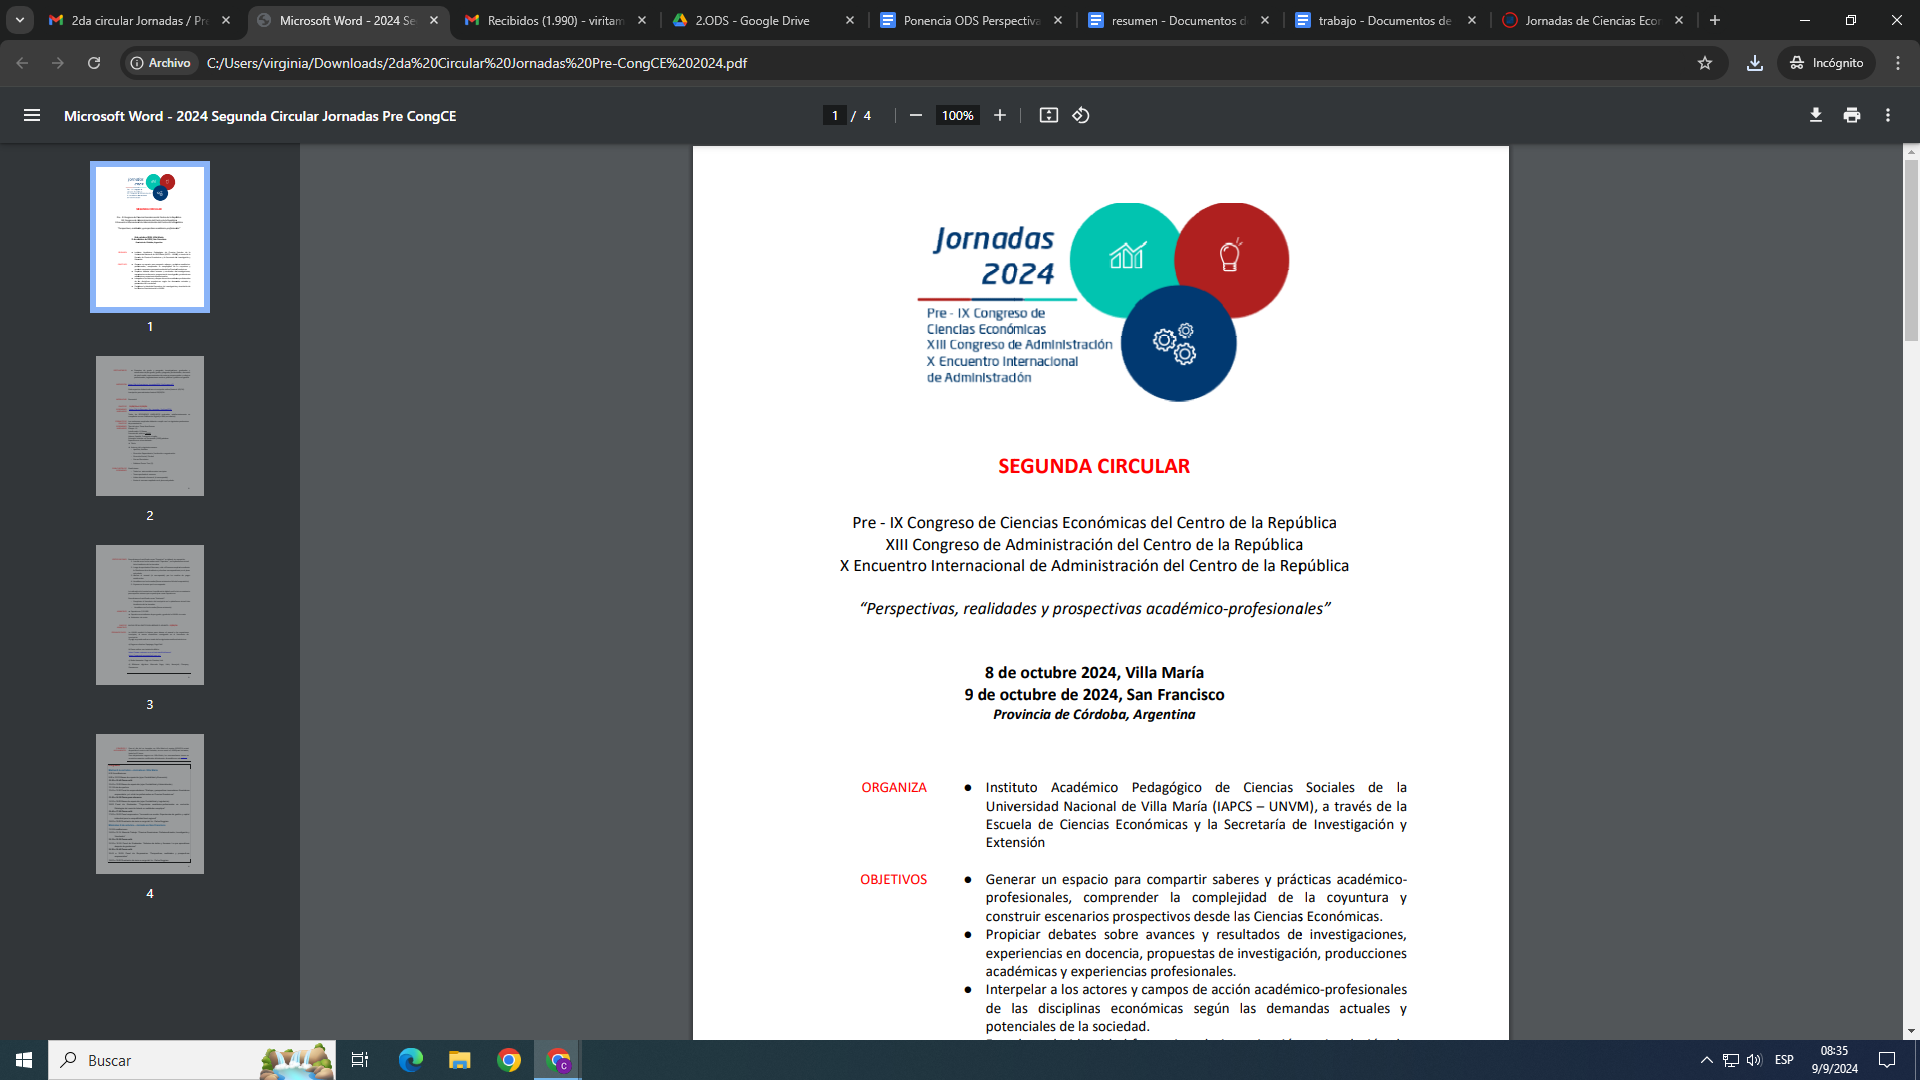 2da circular Jornadas / Pre
Microsoft Word - 2024 Se
Recibidos (1.990) - viritam
2.ODS - Google Drive
Ponencia ODS Perspectiva
resumen - Documentos d
trabajo - Documentos de
Jornadas de Ciencias Econ
Archivo
C:/Users/virginia/Downloads/2da%20Circular%20Jornadas%20Pre-CongCE%202024.pdf
Incógnito
Microsoft Word - 2024 Segunda Circular Jornadas Pre CongCE
1 / 4
100%
1
2
3
4
Jornadas
2024
Pre - IX Congreso de
Ciencias Económicas
XIII Congreso de Administración
X Encuentro Internacional
de Administración
SEGUNDA CIRCULAR
Pre - IX Congreso de Ciencias Económicas del Centro de la República
XIII Congreso de Administración del Centro de la República
X Encuentro Internacional de Administración del Centro de la República
“Perspectivas, realidades y prospectivas académico-profesionales”
8 de octubre 2024, Villa María
9 de octubre de 2024, San Francisco
Provincia de Córdoba, Argentina
ORGANIZA
● Instituto Académico Pedagógico de Ciencias Sociales de la
Universidad Nacional de Villa María (IAPCS – UNVM), a través de la
Escuela de Ciencias Económicas y la Secretaría de Investigación y
Extensión
OBJETIVOS
● Generar un espacio para compartir saberes y prácticas académico-
profesionales, comprender la complejidad de la coyuntura y
construir escenarios prospectivos desde las Ciencias Económicas.
● Propiciar debates sobre avances y resultados de investigaciones,
experiencias en docencia, propuestas de investigación, producciones
académicas y experiencias profesionales.
● Interpelar a los actores y campos de acción académico-profesionales
de las disciplinas económicas según las demandas actuales y
potenciales de la sociedad.
Buscar
ESP
08:35
9/9/2024